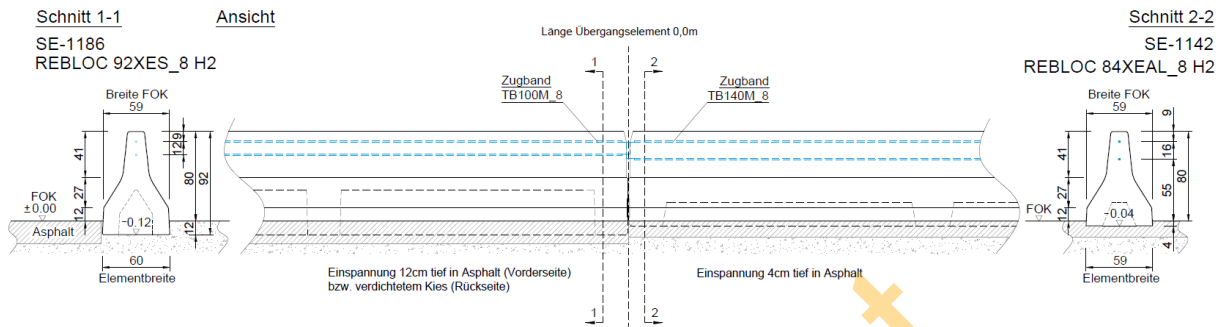 Schnitt 1-1
Ansicht
SE-1186
REBLOC 92XES_8 H2
Breite FOK
59
41
27
12
9
12
80
92
12
FOK
±0.00
Asphalt
-0.12
60
Elementbreite
Länge Übergangselement 0,0m
1
2
Zugband
TB100M_8
Zugband
TB140M_8
Einspannung 12cm tief in Asphalt (Vorderseite)
bzw. verdichtetem Kies (Rückseite)
Einspannung 4cm tief in Asphalt
1
2
Schnitt 2-2
SE-1142
REBLOC 84XEAL_8 H2
Breite FOK
59
41
27
12
9
16
55
80
4
FOK
-0.04
59
Elementbreite